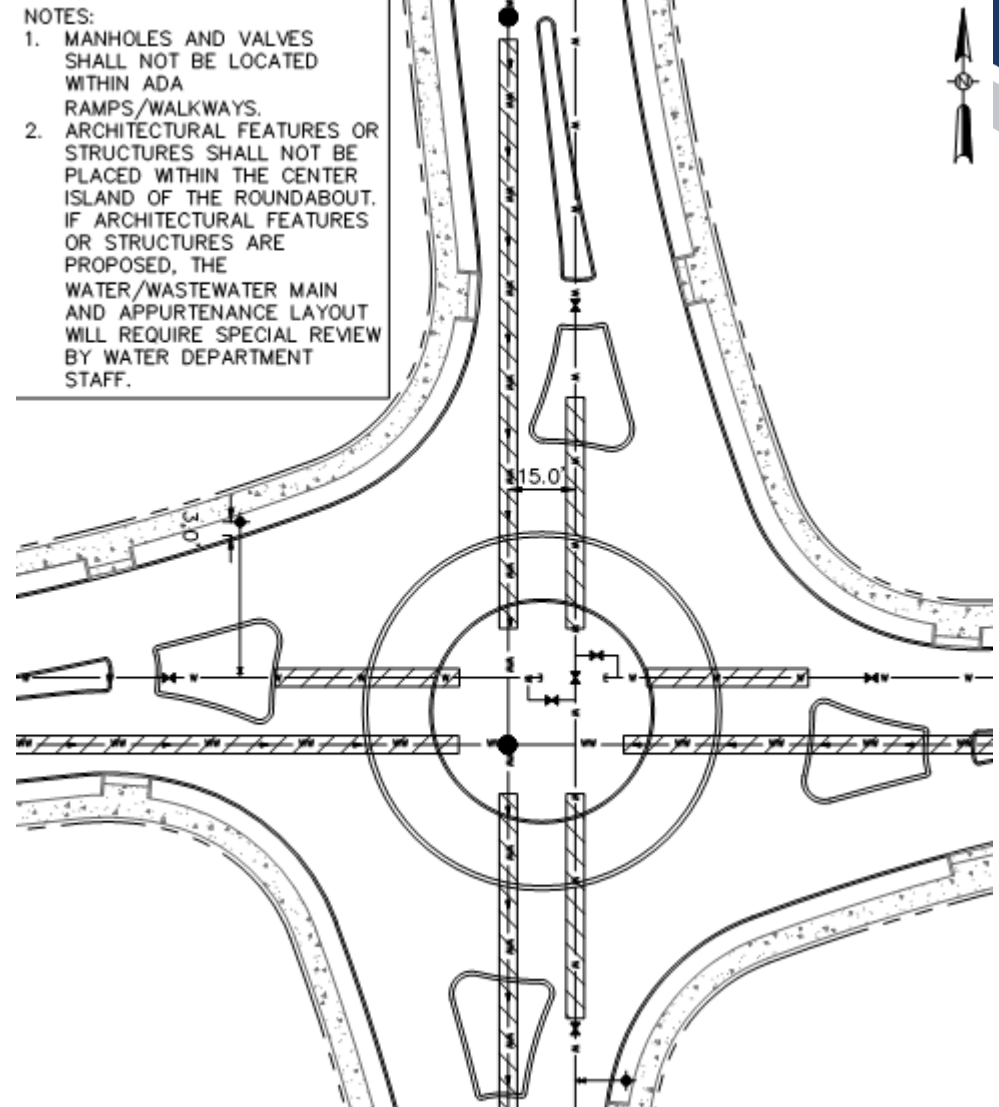 NOTES:
1. MANHOLES AND VALVES
SHALL NOT BE LOCATED
WITHIN ADA
RAMPS/WALKWAYS.
2. ARCHITECTURAL FEATURES OR
STRUCTURES SHALL NOT BE
PLACED WITHIN THE CENTER
ISLAND OF THE ROUNDABOUT.
IF ARCHITECTURAL FEATURES
OR STRUCTURES ARE
PROPOSED, THE
WATER/WASTEWATER MAIN
AND APPURTENANCE LAYOUT
WILL REQUIRE SPECIAL REVIEW
BY WATER DEPARTMENT
STAFF.
15.0'
3.0'